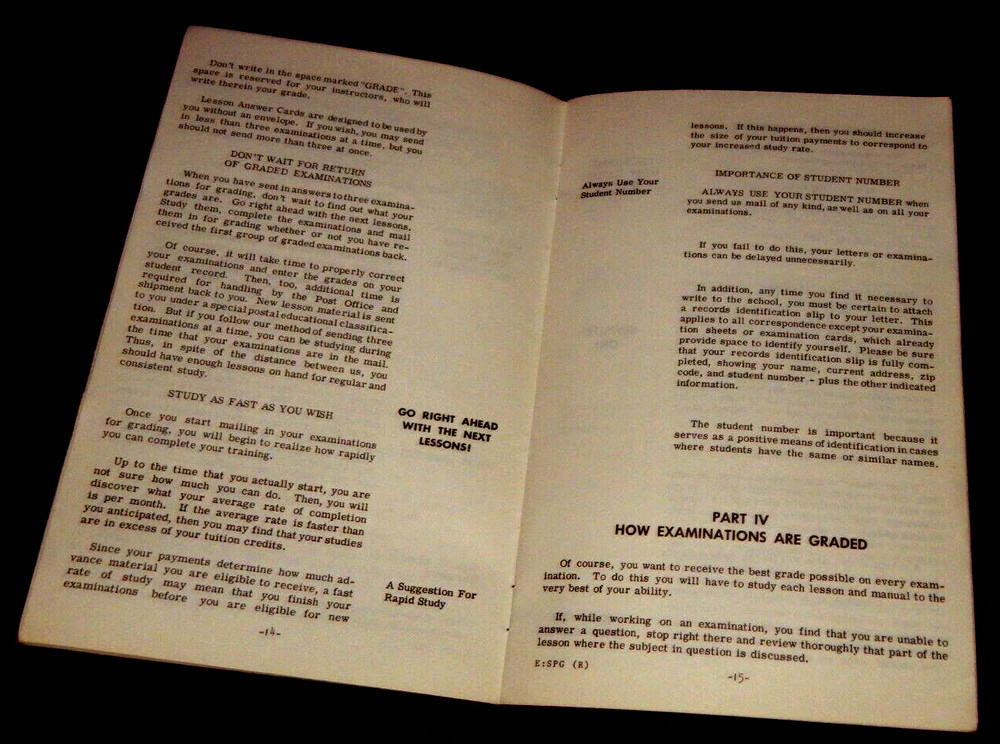 Don't write in the space marked "GRADE". This
space is reserved for your instructors, who will
write therein your grade.
Lesson Answer Cards are designed to be used by
you without an envelope. If you wish, you may send
in less than three examinations at a time, but you
should not send more than three at once.
DON'T WAIT FOR RETURN
OF GRADED EXAMINATIONS
When you have sent in answers to three examina-
tions for grading, don't wait to find out what your
grades are. Go right ahead with the next lessons.
Study them, complete the examinations and mail
them in for grading whether or not you have re-
ceived the first group of graded examinations back.
Of course, it will take time to properly correct
your examinations and enter the grades on your
student record. Then, too, additional time is
required for handling by the Post Office and
shipment back to you. New lesson material is sent
to you under a special postal educational classifica-
tion. But if you follow our method of sending three
examinations at a time, you can be studying during
the time that your examinations are in the mail.
Thus, in spite of the distance between us, you
should have enough lessons on hand for regular and
consistent study.
STUDY AS FAST AS YOU WISH
Once you start mailing in your examinations
for grading, you will begin to realize how rapidly
you can complete your training.
GO RIGHT AHEAD
WITH THE NEXT
LESSONS!
Up to the time that you actually start, you are
not sure how much you can do. Then, you will
discover what your average rate of completion
is per month. If the average rate is faster than
you anticipated, then you may find that your studies
are in excess of your tuition credits.
Since your payments determine how much ad-
vance material you are eligible to receive, a fast
rate of study may mean that you finish your
examinations before you are eligible for new
A Suggestion For
Rapid Study
-14-
lessons. If this happens, then you should increase
the size of your tuition payments to correspond to
your increased study rate.
IMPORTANCE OF STUDENT NUMBER
Always Use Your
Student Number
ALWAYS USE YOUR STUDENT NUMBER when
you send us mail of any kind, as well as on all your
examinations.
If you fail to do this, your letters or examina-
tions can be delayed unnecessarily.
In addition, any time you find it necessary to
write to the school, you must be certain to attach
a records identification slip to your letter. This
applies to all correspondence except your examina-
tion sheets or examination cards, which already
provide space to identify yourself. Please be sure
that your records identification slip is fully com-
pleted, showing your name, current address, zip
code, and student number - plus the other indicated
information.
The student number is important because it
serves as a positive means of identification in cases
where students have the same or similar names.
PART IV
HOW EXAMINATIONS ARE GRADED
Of course, you want to receive the best grade possible on every exam-
ination. To do this you will have to study each lesson and manual to the
very best of your ability.
If, while working on an examination, you find that you are unable to
answer a question, stop right there and review thoroughly that part of the
lesson where the subject in question is discussed.
E:SPG (R)
-15-